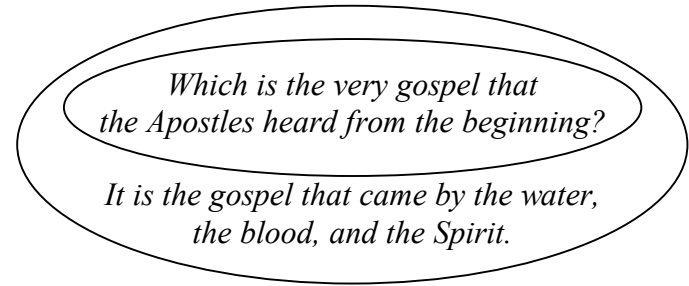 Which is the very gospel that
the Apostles heard from the beginning?
It is the gospel that came by the water,
the blood, and the Spirit.